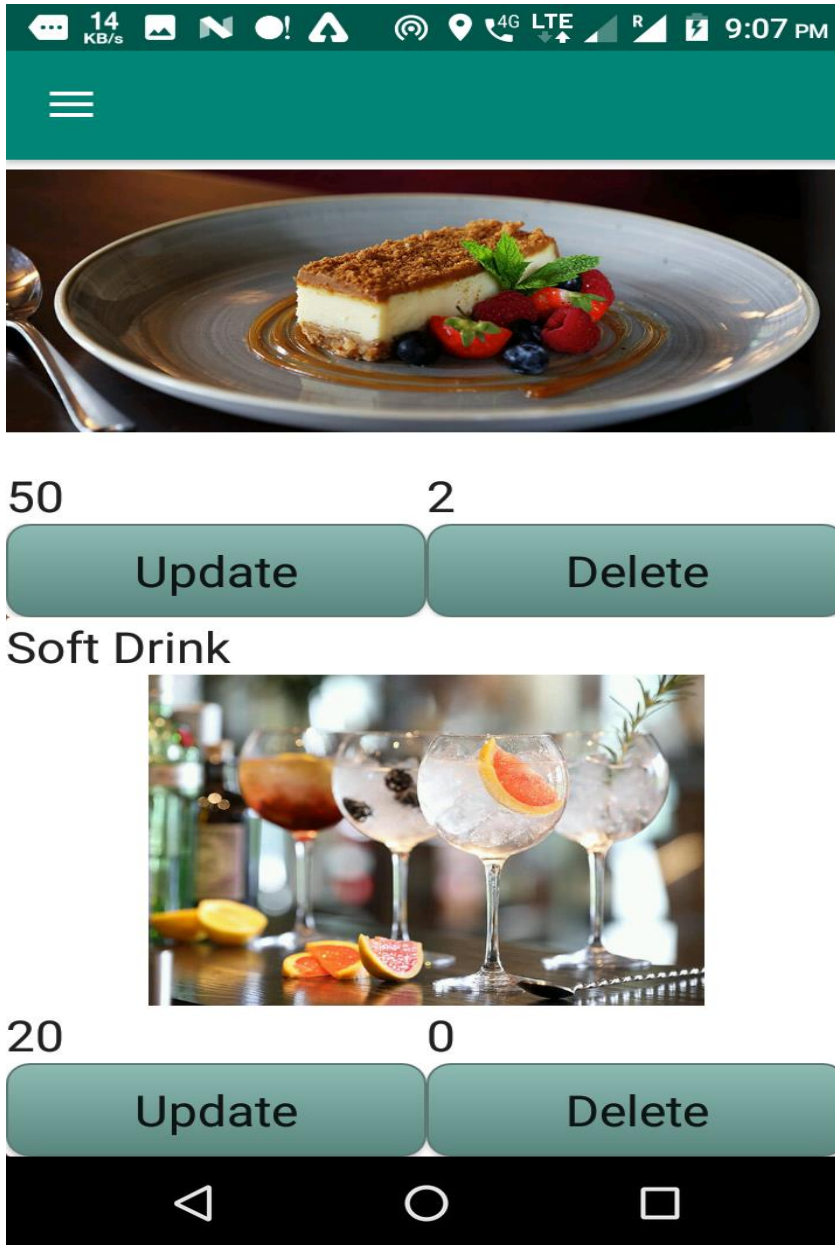 14
KB/s
4G LTE R 9:07 PM
50 2
Update Delete
Soft Drink
20 0
Update Delete